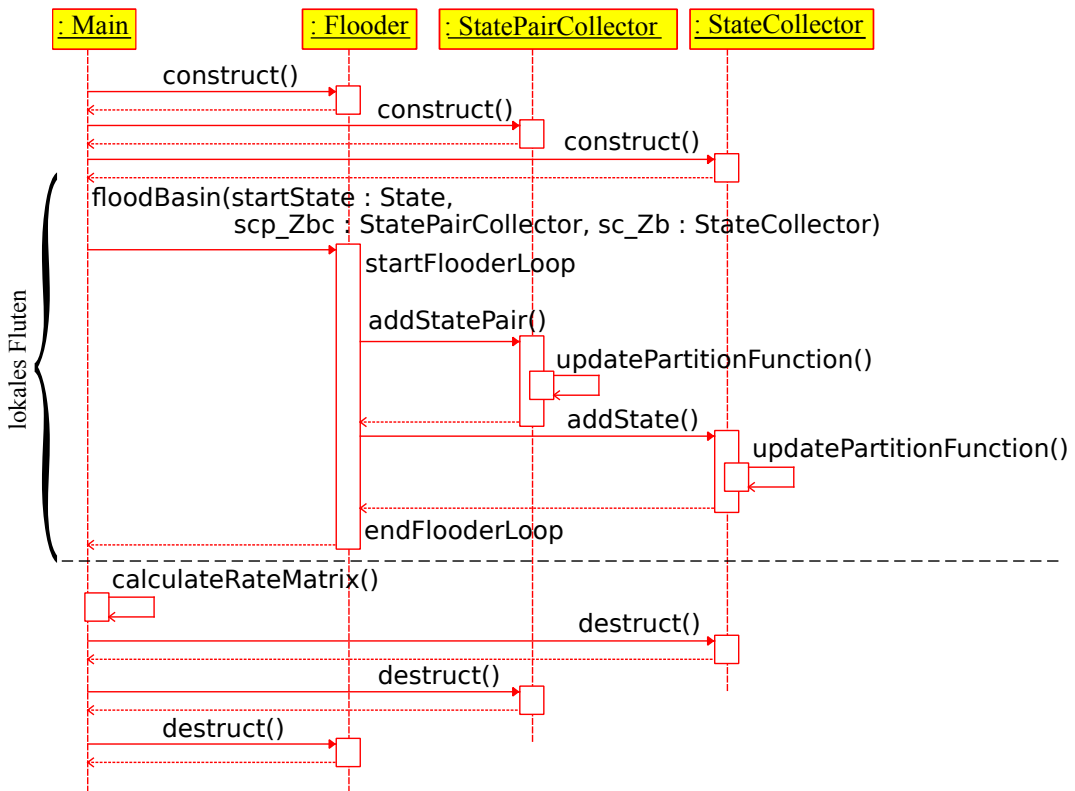 : Main
: Flooder
: StatePairCollector
: StateCollector
construct()
construct()
construct()
floodBasin(startState : State,
scp_Zbc : StatePairCollector, sc_Zb : StateCollector)
startFlooderLoop
addStatePair()
updatePartitionFunction()
addState()
updatePartitionFunction()
endFlooderLoop
lokales Fluten
calculateRateMatrix()
destruct()
destruct()
destruct()